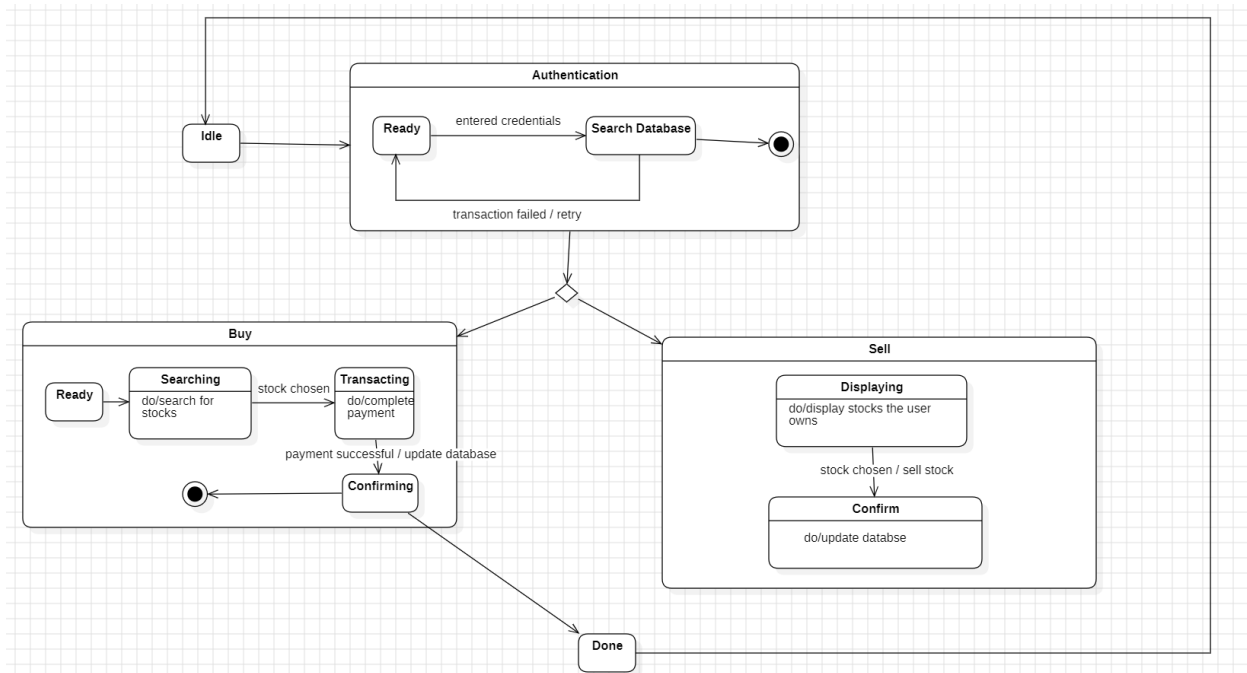 Authentication
Idle
Ready
entered credentials
Search Database
transaction failed / retry
Buy
Ready
Searching
do/search for
stocks
stock chosen
Transacting
do/complete
payment
payment successful / update database
Confirming
Sell
Displaying
do/display stocks the user
owns
stock chosen / sell stock
Confirm
do/update databse
Done